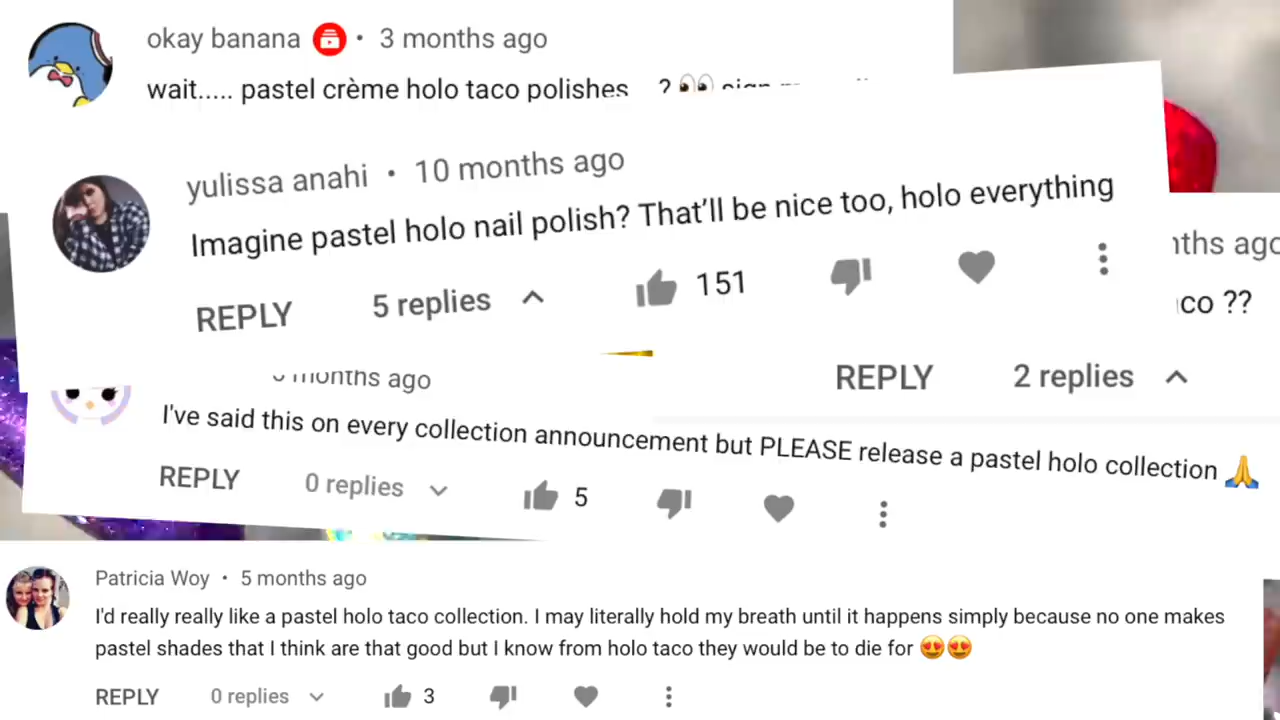 okay banana • 3 months ago
wait..... pastel crème holo taco polishes ? 👀
yulissa anahi • 10 months ago
Imagine pastel holo nail polish? That'll be nice too, holo everything
REPLY 5 replies 151
ago
?? 
REPLY 2 replies
months ago
I've said this on every collection announcement but PLEASE release a pastel holo collection 🙏
REPLY 0 replies 5
Patricia Woy • 5 months ago
I'd really really like a pastel holo taco collection. I may literally hold my breath until it happens simply because no one makes
pastel shades that I think are that good but I know from holo taco they would be to die for 😍😍
REPLY 0 replies 3